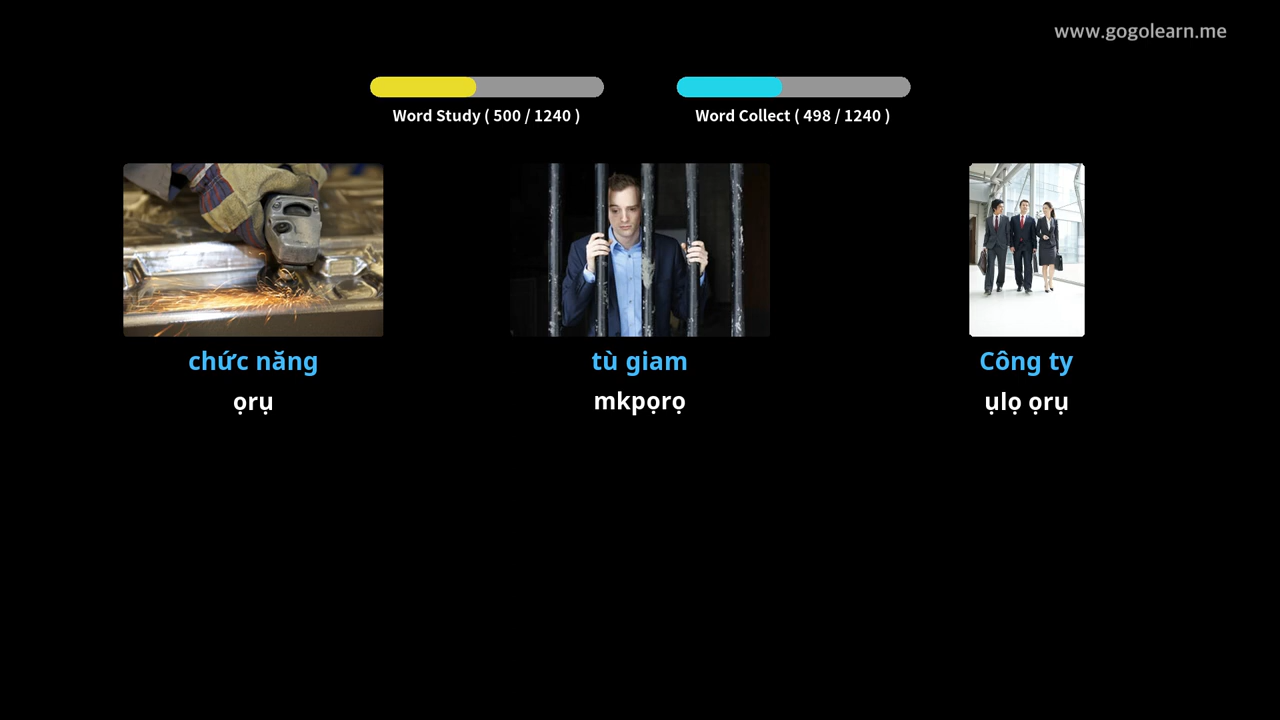 www.gogolearn.me
Word Study ( 500 / 1240 )
Word Collect ( 498 / 1240 )
chức năng
tù giam
Công ty
ọrụ
mkpọrọ
ụlọ ọrụ